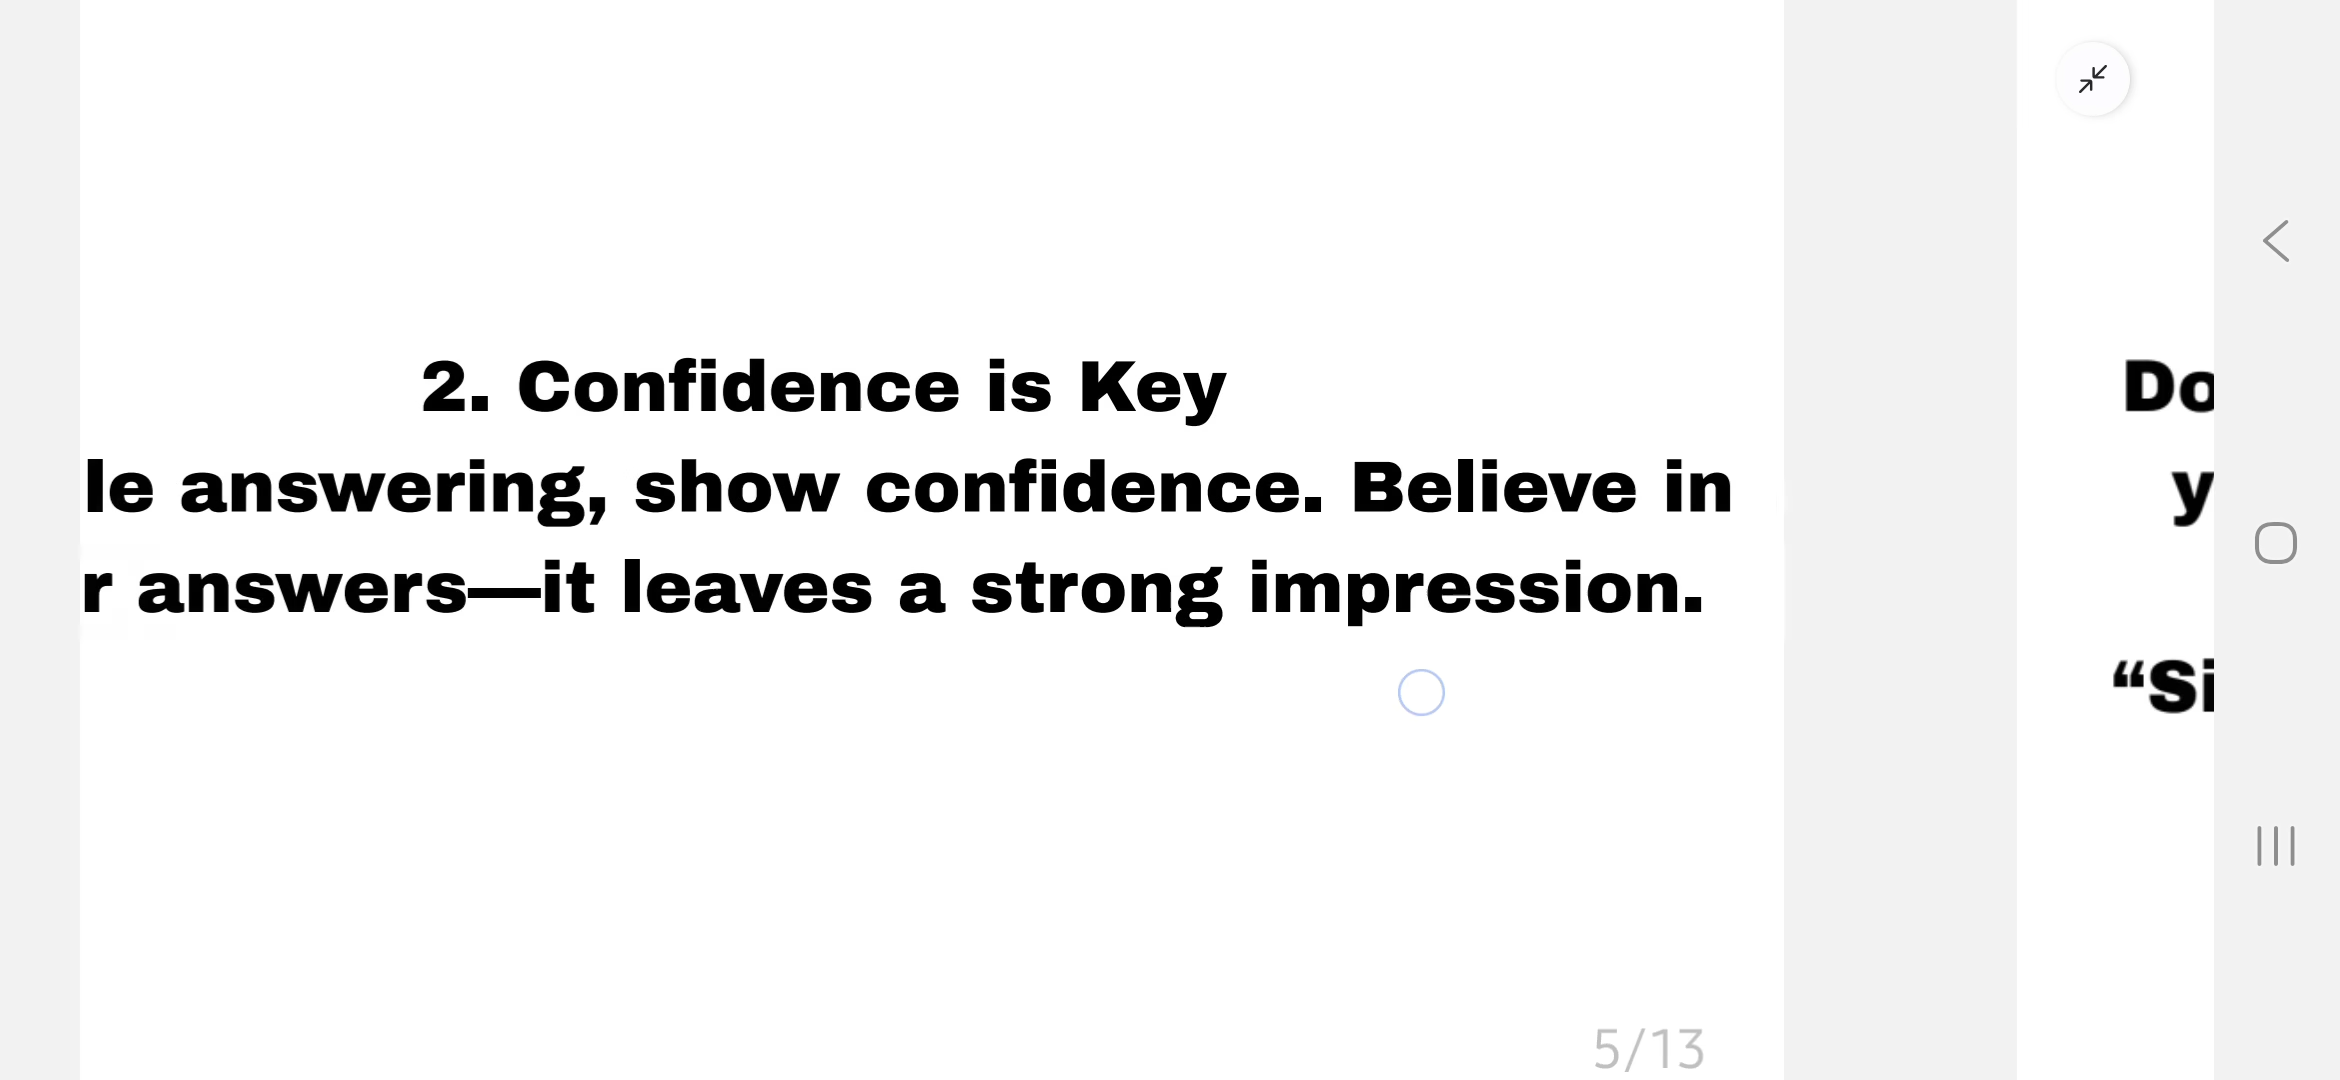 2. Confidence is Key
le answering, show confidence. Believe in
r answers—it leaves a strong impression.
5/13
Do
y
“Si